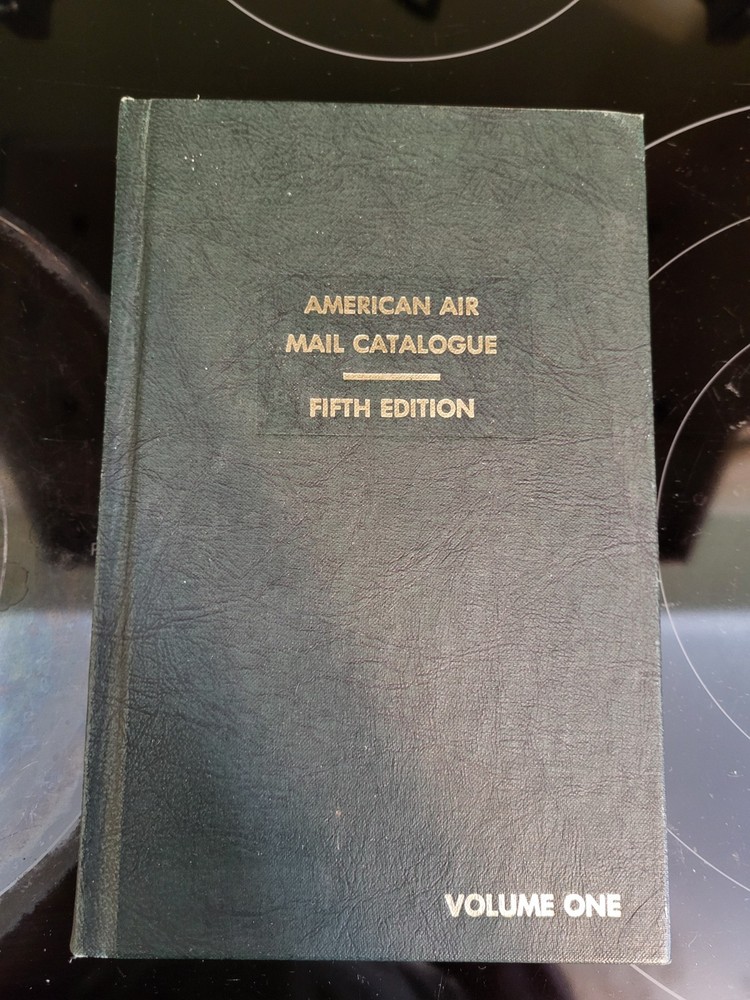 AMERICAN AIR
MAIL CATALOGUE
FIFTH EDITION
VOLUME ONE